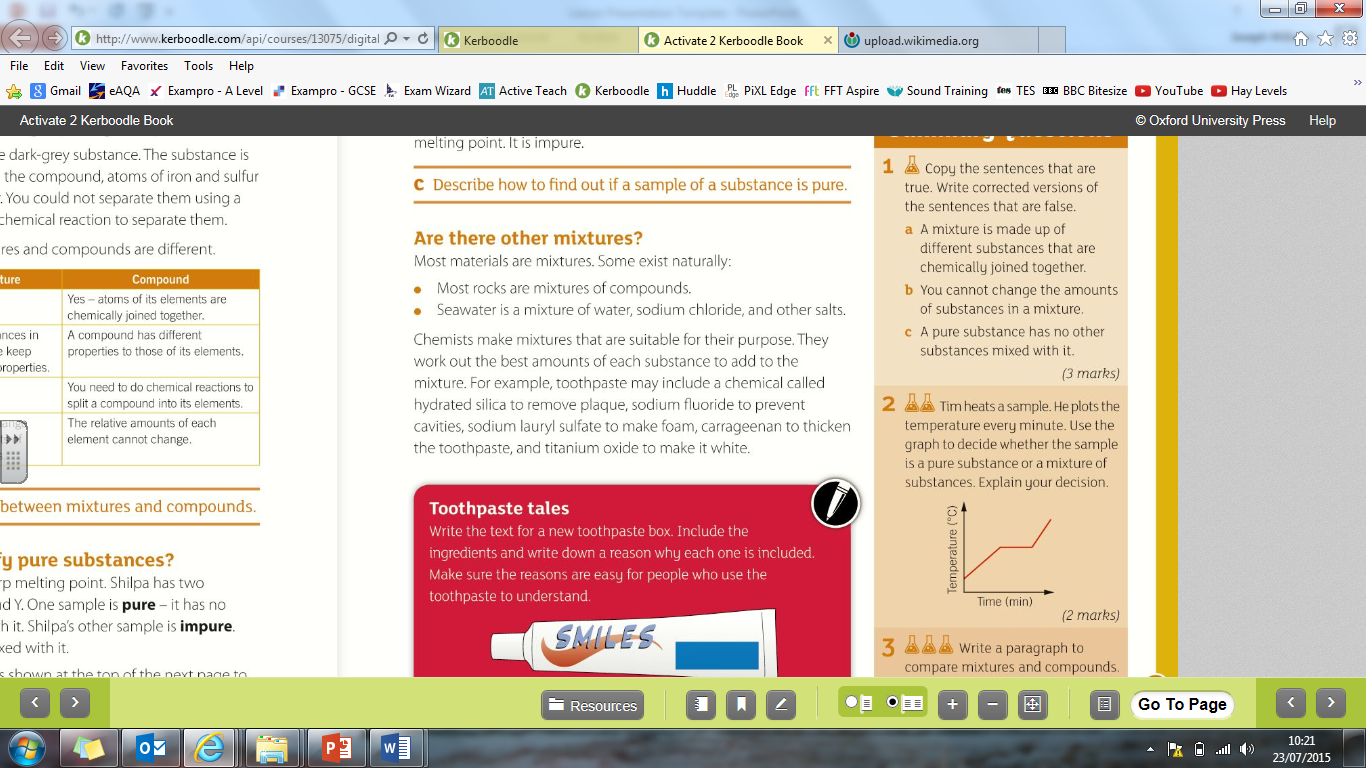 http://www.kerboodle.com/api/courses/13075/digital
Kerboodle
Activate 2 Kerboodle Book
upload.wikimedia.org
File Edit View Favorites Tools Help
Gmail eAQA Exampro - A Level Exampro - GCSE Exam Wizard Active Teach Kerboodle Huddle PiXL Edge FFT Aspire Sound Training TES BBC Bitesize YouTube Hay Levels
Activate 2 Kerboodle Book
© Oxford University Press Help
e dark-grey substance. The substance is
the compound, atoms of iron and sulfur
. You could not separate them using a
chemical reaction to separate them.
res and compounds are different.
ture Compound
Yes – atoms of its elements are
chemically joined together.
nces in
e keep
roperties.
A compound has different
properties to those of its elements.
You need to do chemical reactions to
split a compound into its elements.
The relative amounts of each
element cannot change.
between mixtures and compounds.
fy pure substances?
rp melting point. Shilpa has two
nd Y. One sample is pure – it has no
h it. Shilpa's other sample is impure.
xed with it.
s shown at the top of the next page to
melting point. It is impure.
C Describe how to find out if a sample of a substance is pure.
Are there other mixtures?
Most materials are mixtures. Some exist naturally:
• Most rocks are mixtures of compounds.
• Seawater is a mixture of water, sodium chloride, and other salts.
Chemists make mixtures that are suitable for their purpose. They
work out the best amounts of each substance to add to the
mixture. For example, toothpaste may include a chemical called
hydrated silica to remove plaque, sodium fluoride to prevent
cavities, sodium lauryl sulfate to make foam, carrageenan to thicken
the toothpaste, and titanium oxide to make it white.
Toothpaste tales
Write the text for a new toothpaste box. Include the
ingredients and write down a reason why each one is included.
Make sure the reasons are easy for people who use the
toothpaste to understand.
SMILES
Summary Questions
1 Copy the sentences that are
true. Write corrected versions of
the sentences that are false.
a A mixture is made up of
different substances that are
chemically joined together.
b You cannot change the amounts
of substances in a mixture.
c A pure substance has no other
substances mixed with it.
(3 marks)
2 Tim heats a sample. He plots the
temperature every minute. Use the
graph to decide whether the sample
is a pure substance or a mixture of
substances. Explain your decision.
Temperature (°C)
Time (min)
(2 marks)
3 Write a paragraph to
compare mixtures and compounds.
Resources
Go To Page
10:21
23/07/2015